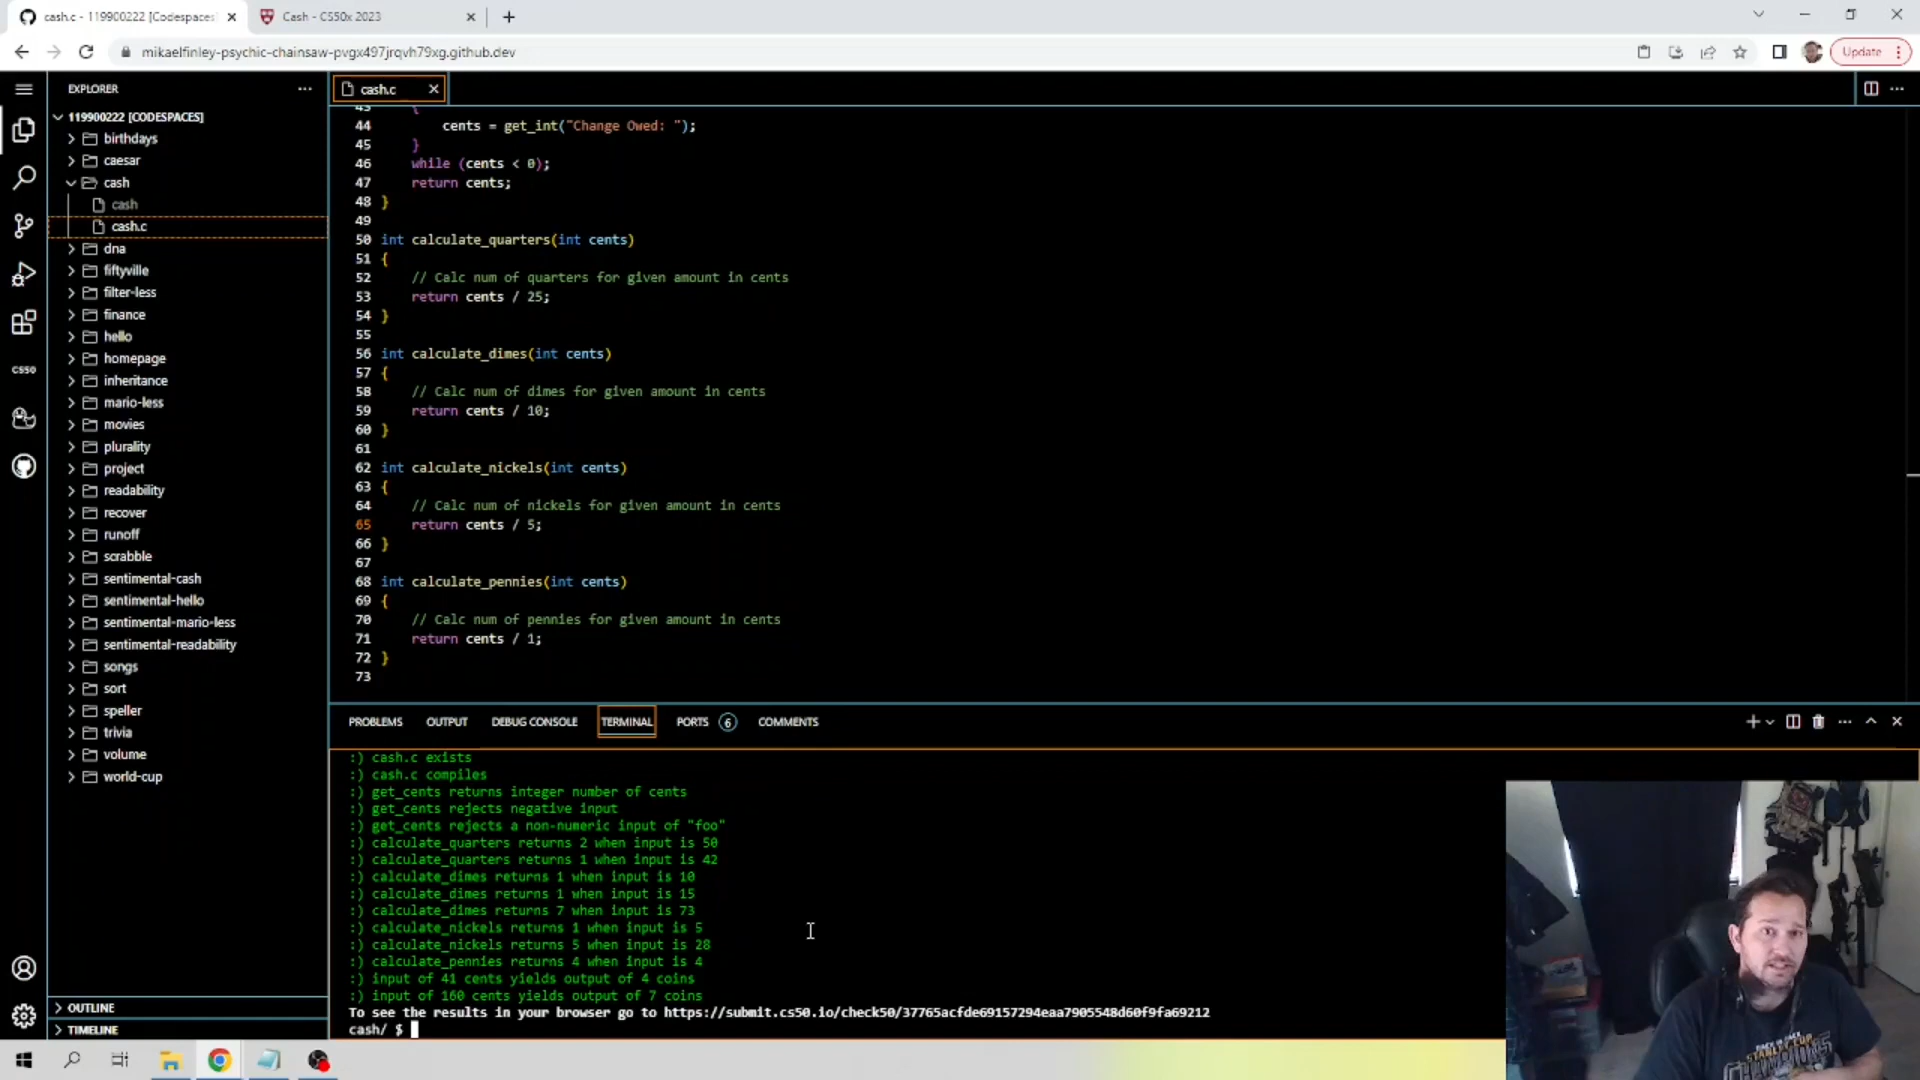 cash.c - 119900222 [Codespaces]
Cash - CS50x 2023
mikaelfinley-psychic-chainsaw-pvgx497jrqvh79xg.github.dev
Update
EXPLORER
119900222 [CODESPACES]
birthdays
caesar
cash
cash
cash.c
dna
fiftyville
filter-less
finance
hello
homepage
inheritance
mario-less
movies
plurality
project
readability
recover
runoff
scrabble
sentimental-cash
sentimental-hello
sentimental-mario-less
sentimental-readability
songs
sort
speller
trivia
volume
world-cup
OUTLINE
TIMELINE
CS50
cash.c
43 {
44 cents = get_int("Change Owed: ");
45 }
46 while (cents < 0);
47 return cents;
48 }
49
50 int calculate_quarters(int cents)
51 {
52 // Calc num of quarters for given amount in cents
53 return cents / 25;
54 }
55
56 int calculate_dimes(int cents)
57 {
58 // Calc num of dimes for given amount in cents
59 return cents / 10;
60 }
61
62 int calculate_nickels(int cents)
63 {
64 // Calc num of nickels for given amount in cents
65 return cents / 5;
66 }
67
68 int calculate_pennies(int cents)
69 {
70 // Calc num of pennies for given amount in cents
71 return cents / 1;
72 }
73
PROBLEMS OUTPUT DEBUG CONSOLE TERMINAL PORTS 6 COMMENTS
:) cash.c exists
:) cash.c compiles
:) get_cents returns integer number of cents
:) get_cents rejects negative input
:) get_cents rejects a non-numeric input of "foo"
:) calculate_quarters returns 2 when input is 50
:) calculate_quarters returns 1 when input is 42
:) calculate_dimes returns 1 when input is 10
:) calculate_dimes returns 1 when input is 15
:) calculate_dimes returns 7 when input is 73
:) calculate_nickels returns 1 when input is 5
:) calculate_nickels returns 5 when input is 28
:) calculate_pennies returns 4 when input is 4
:) input of 41 cents yields output of 4 coins
:) input of 160 cents yields output of 7 coins
To see the results in your browser go to https://submit.cs50.io/check50/37765acfde69157294eaa7905548d60f9fa69212
cash/ $
STANLEY CUP
CHAMPIONS